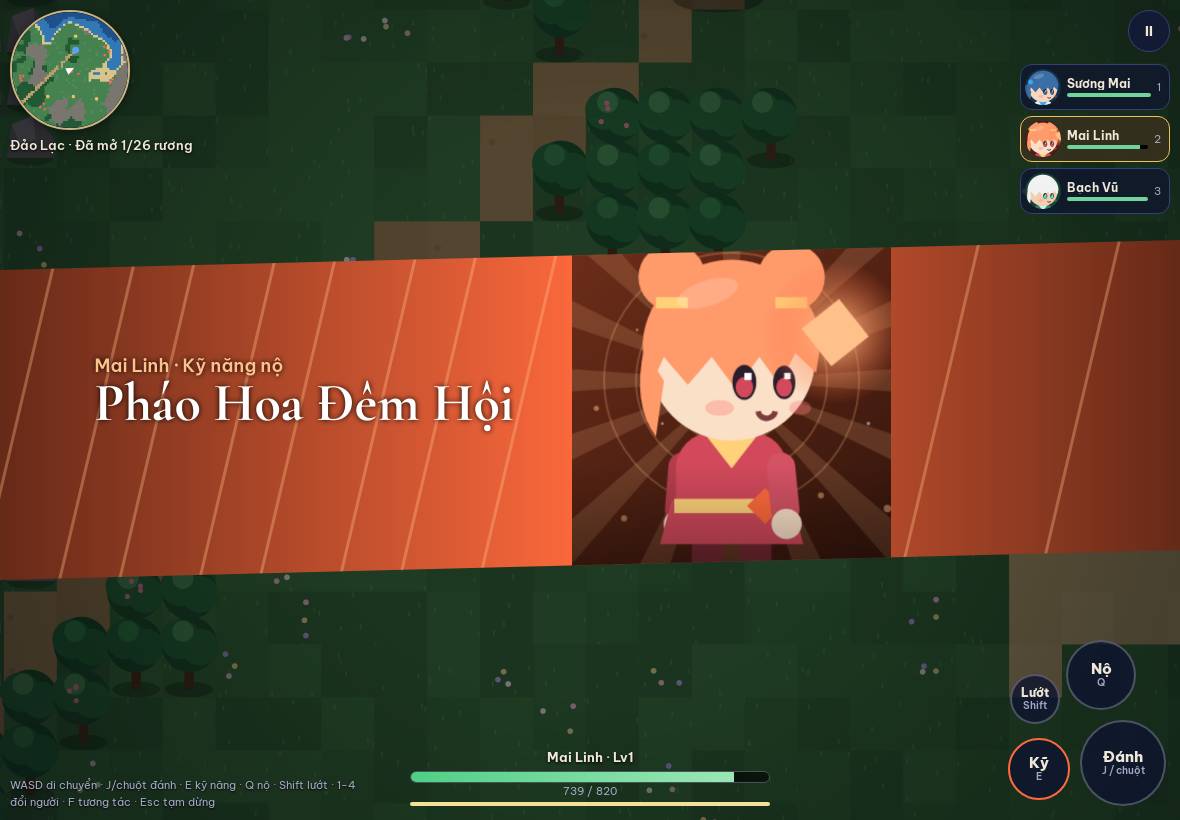 II
Sương Mai 1
Mai Linh 2
Bạch Vũ 3
Đảo Lạc · Đã mở 1/26 rương
Mai Linh · Kỹ năng nộ
Pháo Hoa Đêm Hội
Nộ
Q
Lướt
Shift
Kỹ
E
Đánh
J / chuột
Mai Linh · Lv1
739 / 820
WASD di chuyển · J/chuột đánh · E kỹ năng · Q nộ · Shift lướt · 1-4
đổi người · F tương tác · Esc tạm dừng